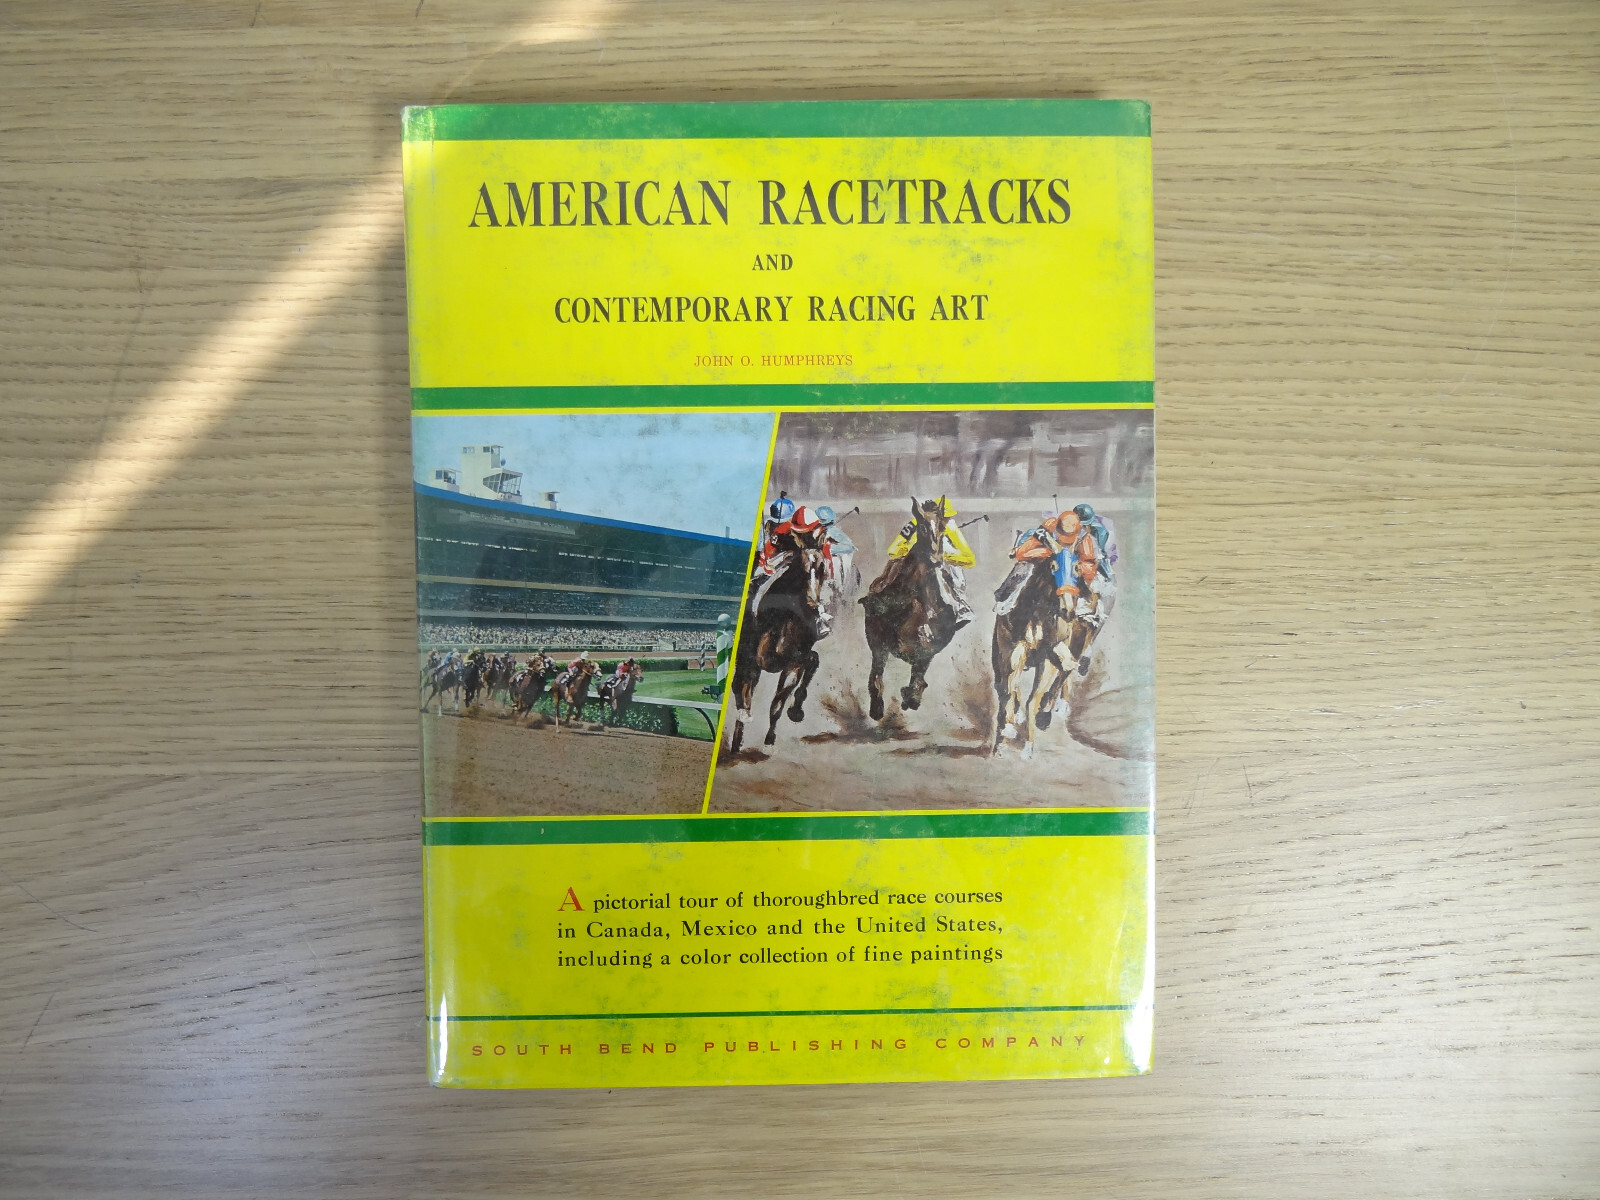 AMERICAN RACETRACKS
AND
CONTEMPORARY RACING ART
JOHN O. HUMPHREYS
5
A pictorial tour of thoroughbred race courses
in Canada, Mexico and the United States,
including a color collection of fine paintings
SOUTH BEND PUBLISHING COMPANY